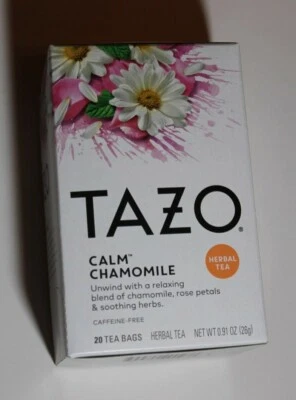 TAZO®
CALM™
CHAMOMILE
HERBAL
TEA
Unwind with a relaxing
blend of chamomile, rose petals
& soothing herbs.
CAFFEINE-FREE
20 TEA BAGS HERBAL TEA NET WT 0.91 OZ (26g)